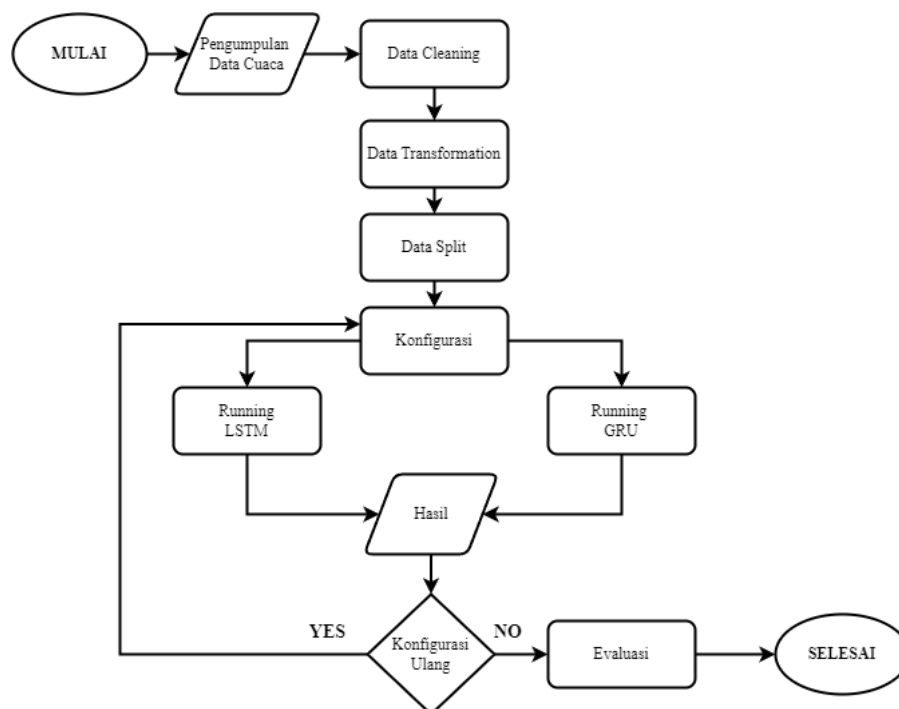 MULAI
Pengumpulan
Data Cuaca
Data Cleaning
Data Transformation
Data Split
Konfigurasi
Running
LSTM
Running
GRU
Hasil
YES
Konfigurasi
Ulang
NO
Evaluasi
SELESAI